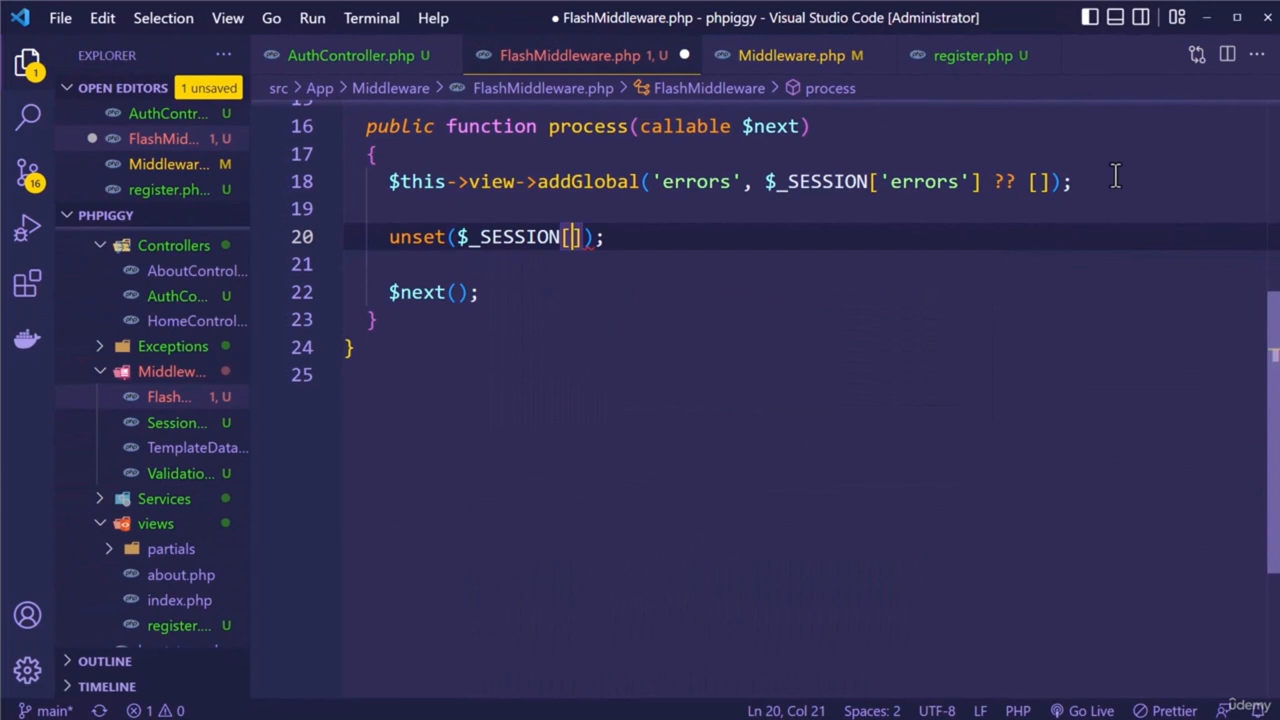 File Edit Selection View Go Run Terminal Help
● FlashMiddleware.php - phpiggy - Visual Studio Code [Administrator]
EXPLORER ...
AuthController.php U
FlashMiddleware.php 1, U ●
Middleware.php M
register.php U
OPEN EDITORS 1 unsaved
src > App > Middleware > FlashMiddleware.php > FlashMiddleware > process
AuthContr... U
● FlashMid... 1, U
Middlewar... M
register.ph... U
PHPIGGY
Controllers
AboutControl...
AuthCo... U
HomeControl...
Exceptions
Middlew...
Flash... 1, U
Session... U
TemplateData...
Validatio... U
Services
views
partials
about.php
index.php
register.... U
OUTLINE
TIMELINE
1
16
15
16 public function process(callable $next)
17 {
18 $this->view->addGlobal('errors', $_SESSION['errors'] ?? []);
19
20 unset($_SESSION[]);
21
22 $next();
23 }
24 }
25
main* 1 0 Ln 20, Col 21 Spaces: 2 UTF-8 LF PHP Go Live Prettier
udemy